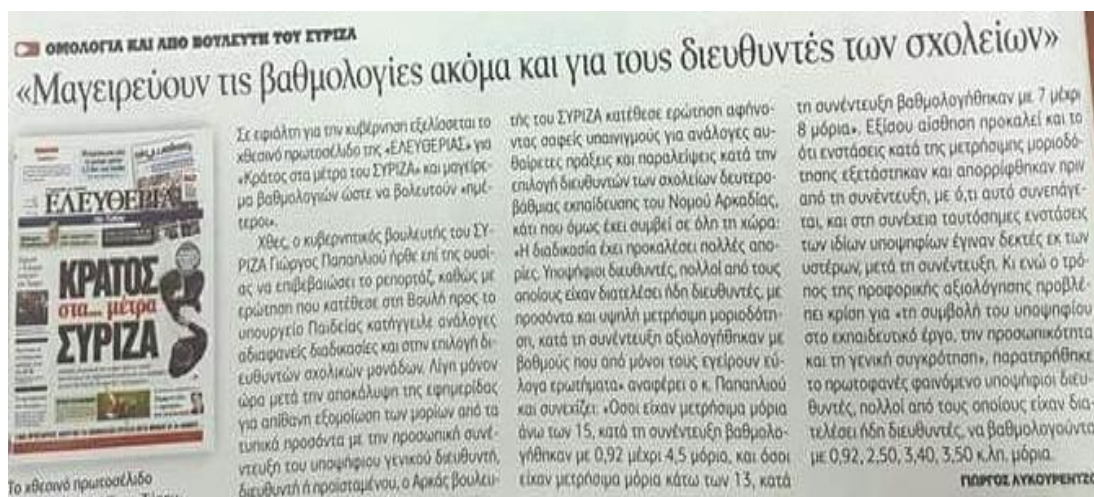 ΟΜΟΛΟΓΙΑ ΚΑΙ ΑΠΟ ΒΟΥΛΕΥΤΗ ΤΟΥ ΣΥΡΙΖΑ
«Μαγειρεύουν τις βαθμολογίες ακόμα και για τους διευθυντές των σχολείων»
ΕΛΕΥΘΕΡΙΑ
ΚΡΑΤΟΣ
στα... μέτρα
ΣΥΡΙΖΑ
Το χθεσινό πρωτοσέλιδο
Σε εφιάλτη για την κυβέρνηση εξελίσσεται το
χθεσινό πρωτοσέλιδο της «ΕΛΕΥΘΕΡΙΑΣ» για
«Κράτος στα μέτρα του ΣΥΡΙΖΑ» και μαγείρε-
μα βαθμολογιών ώστε να βολευτούν «ημέ-
τεροι».
Χθες, ο κυβερνητικός βουλευτής του ΣΥ-
ΡΙΖΑ Γιώργος Παπαηλιού ήρθε επί της ουσί-
ας να επιβεβαιώσει το ρεπορτάζ, καθώς με
ερώτηση που κατέθεσε στη Βουλή προς το
υπουργείο Παιδείας κατήγγειλε ανάλογες
αδιαφανείς διαδικασίες και στην επιλογή δι-
ευθυντών σχολικών μονάδων. Λίγη μόνον
ώρα μετά την αποκάλυψη της εφημερίδας
για απίθανη εξομοίωση των μορίων από τα
τυπικά προσόντα με την προσωπική συνέ-
ντευξη του υποψήφιου γενικού διευθυντή,
διευθυντή ή προϊσταμένου, ο Αρκάς βουλευ-
τής του ΣΥΡΙΖΑ κατέθεσε ερώτηση αφήνο-
ντας σαφείς υπαινιγμούς για ανάλογες αυ-
θαίρετες πράξεις και παραλείψεις κατά την
επιλογή διευθυντών των σχολείων δευτερο-
βάθμιας εκπαίδευσης του Νομού Αρκαδίας,
κάτι που όμως έχει συμβεί σε όλη τη χώρα:
«Η διαδικασία έχει προκαλέσει πολλές απο-
ρίες. Υποψήφιοι διευθυντές, πολλοί από τους
οποίους είχαν διατελέσει ήδη διευθυντές, με
προσόντα και υψηλή μετρήσιμη μοριοδότη-
ση, κατά τη συνέντευξη αξιολογήθηκαν με
βαθμούς που από μόνοι τους εγείρουν εύ-
λογα ερωτήματα» αναφέρει ο κ. Παπαηλιού
και συνεχίζει: «Όσοι είχαν μετρήσιμα μόρια
άνω των 15, κατά τη συνέντευξη βαθμολο-
γήθηκαν με 0,92 μέχρι 4,5 μόρια, και όσοι
είχαν μετρήσιμα μόρια κάτω των 13, κατά
τη συνέντευξη βαθμολογήθηκαν με 7 μέχρι
8 μόρια». Εξίσου αίσθηση προκαλεί και το
ότι ενστάσεις κατά της μετρήσιμης μοριοδό-
τησης εξετάστηκαν και απορρίφθηκαν πριν
από τη συνέντευξη, με ό,τι αυτό συνεπάγε-
ται, και στη συνέχεια ταυτόσημες ενστάσεις
των ιδίων υποψηφίων έγιναν δεκτές εκ των
υστέρων, μετά τη συνέντευξη. Κι ενώ ο τρό-
πος της προφορικής αξιολόγησης προβλέ-
πει κρίση για «τη συμβολή του υποψηφίου
στο εκπαιδευτικό έργο, την προσωπικότητα
και τη γενική συγκρότηση», παρατηρήθηκε
το πρωτοφανές φαινόμενο υποψήφιοι διευ-
θυντές, πολλοί από τους οποίους είχαν δια-
τελέσει ήδη διευθυντές, να βαθμολογούντα
με 0,92, 2,50, 3,40, 3,50 κ.λη. μόρια.
ΓΙΩΡΓΟΣ ΛΥΚΟΥΡΕΝΤΖΟ